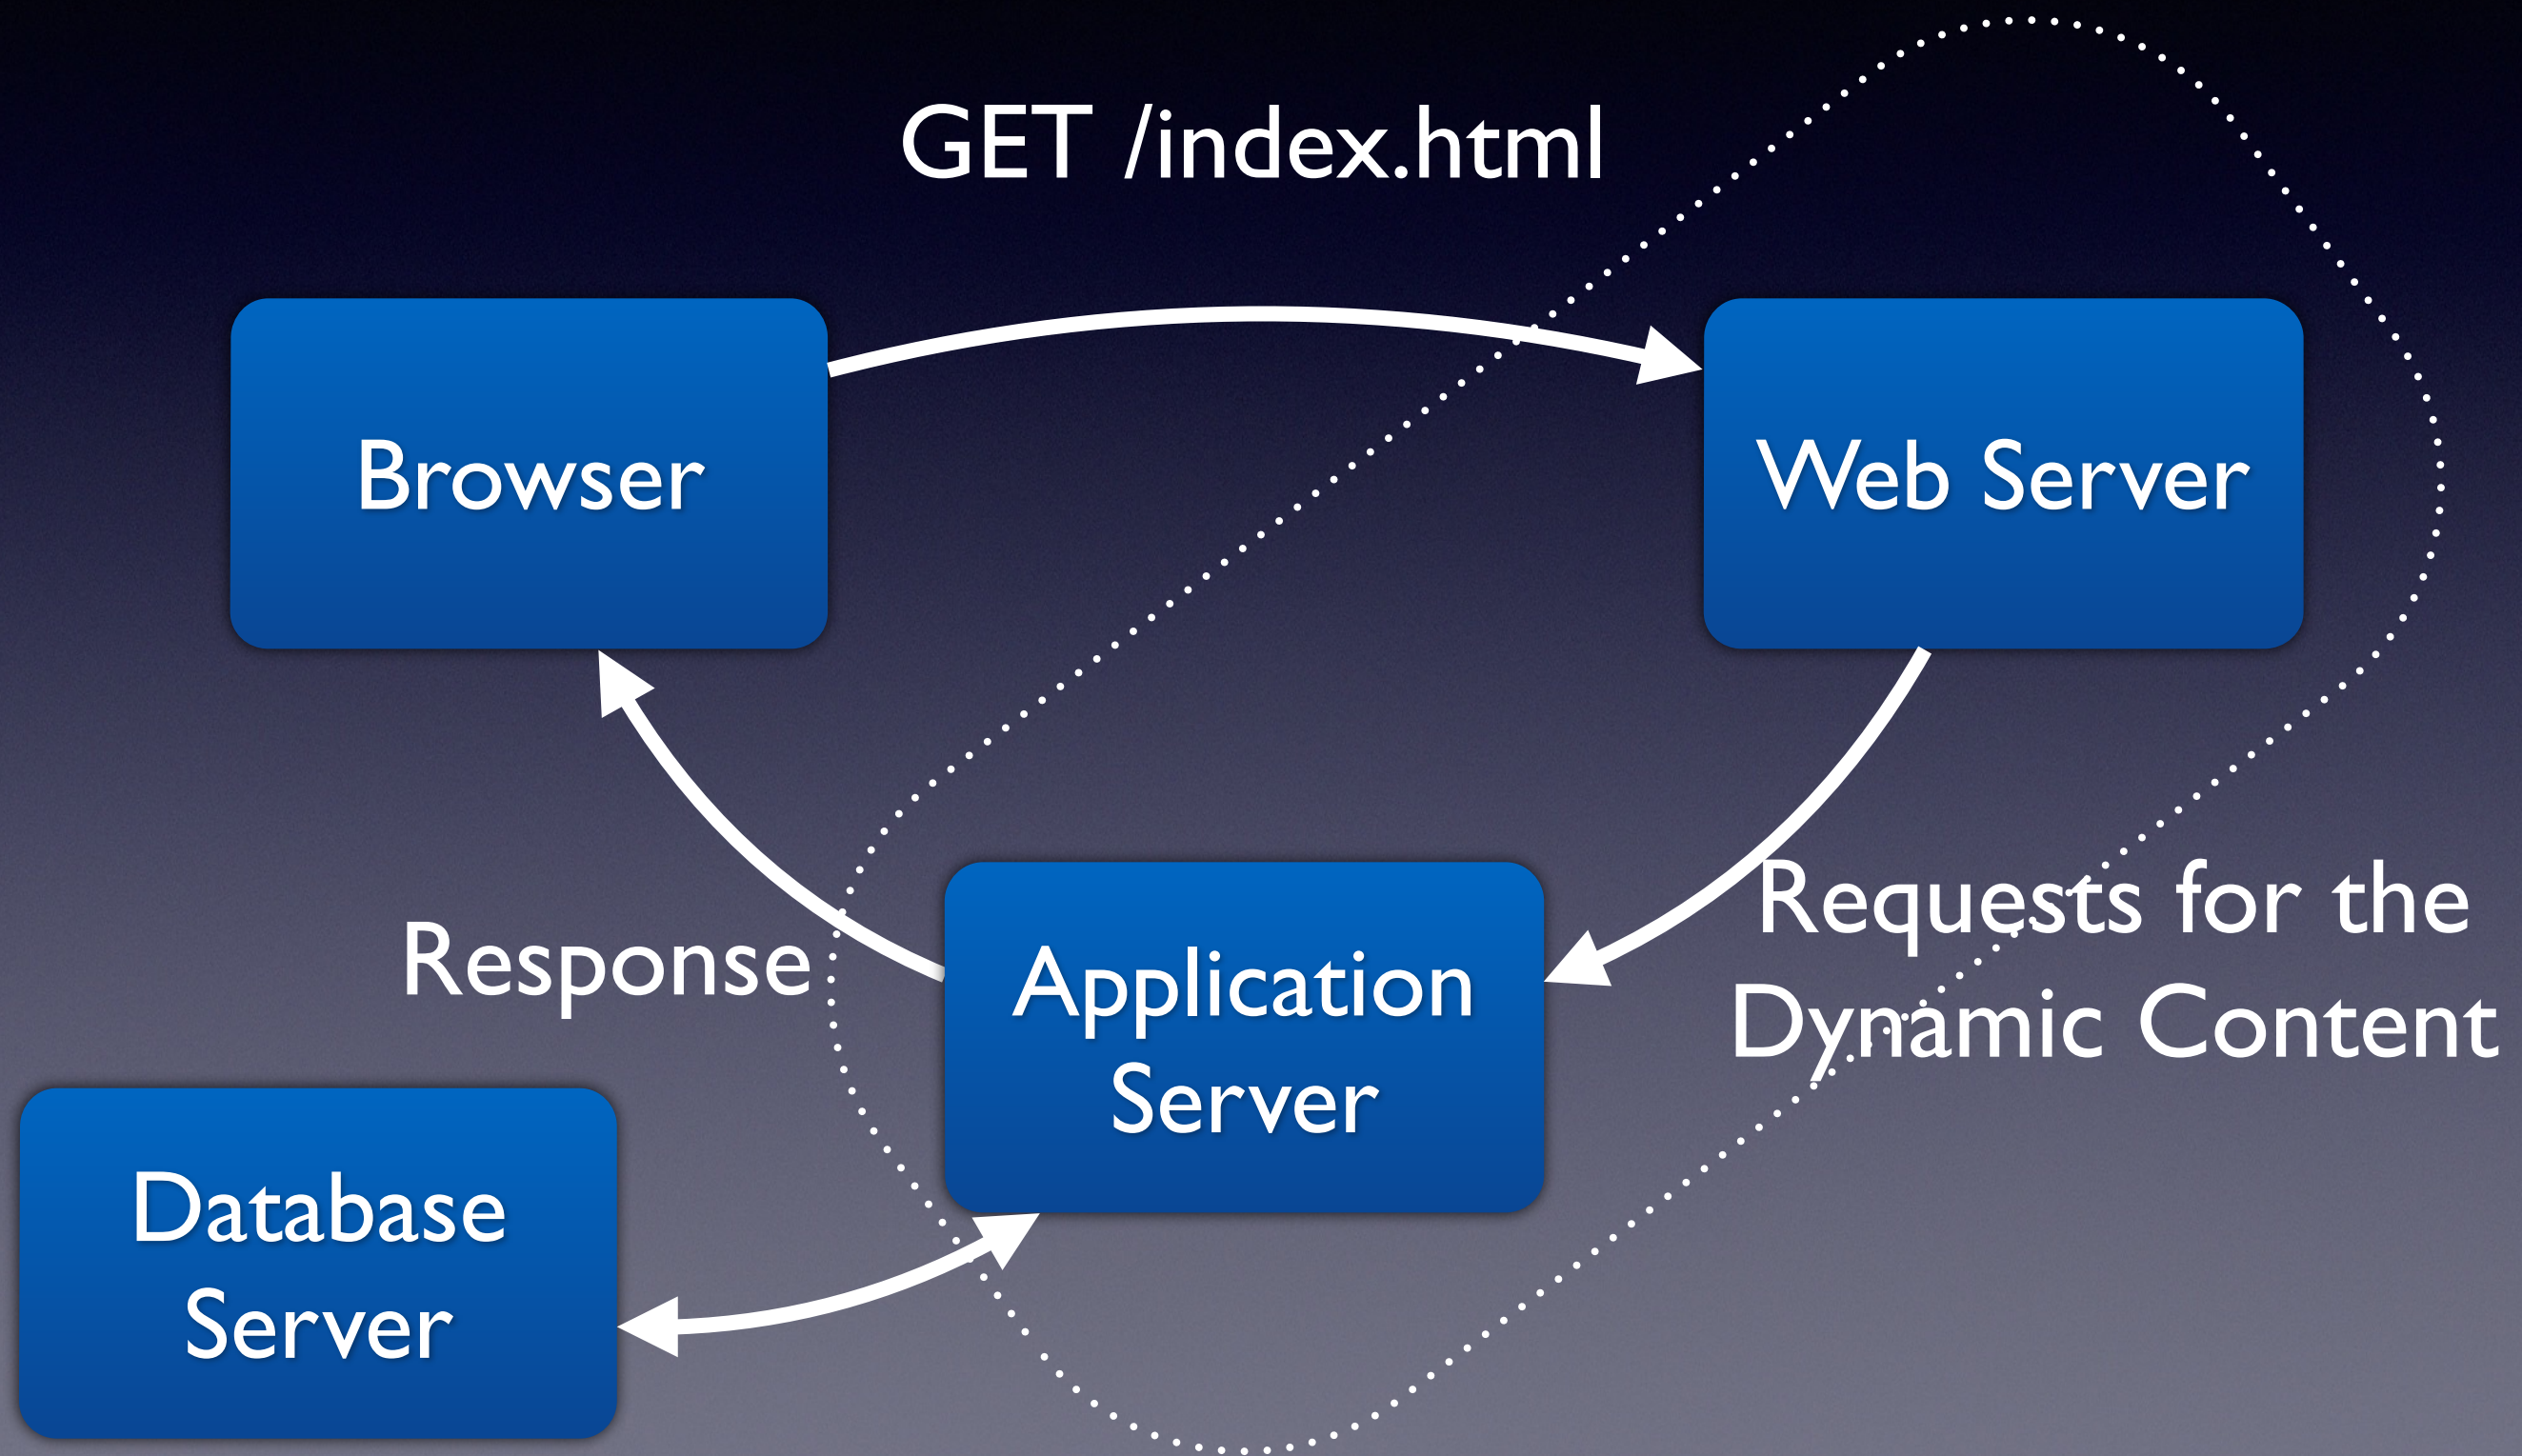 GET /index.html
Browser
Web Server
Requests for the
Dynamic Content
Response
Application
Server
Database
Server